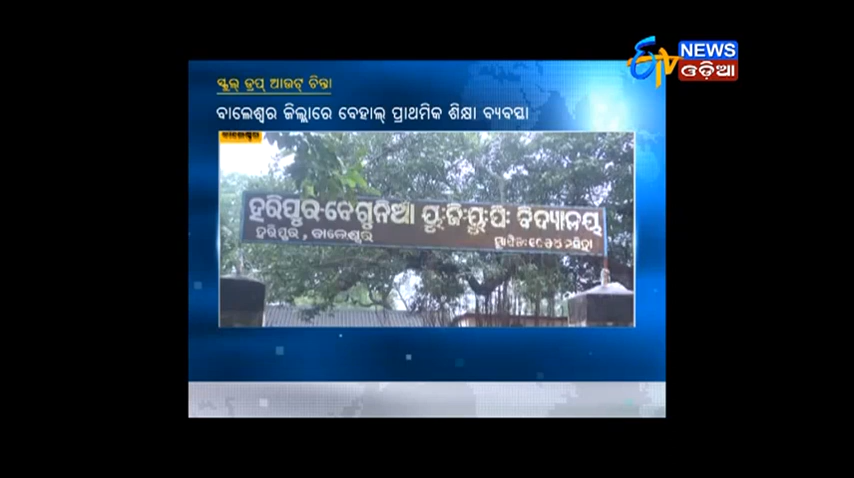 ETV NEWS
ଓଡ଼ିଆ
ସ୍କୁଲ୍ ଡ୍ରପ୍ ଆଉଟ୍ ଚିନ୍ତା
ବାଲେଶ୍ୱର ଜିଲ୍ଲାରେ ବେହାଲ୍ ପ୍ରାଥମିକ ଶିକ୍ଷା ବ୍ୟବସ୍ଥା
ବାଲେଶ୍ୱର
ହରିପୁର-ବେଗୁନିଆ ୟୁ.ଜି.ୟୁ.ପି. ବିଦ୍ୟାଳୟ
ହରିପୁର, ବାଲେଶ୍ୱର